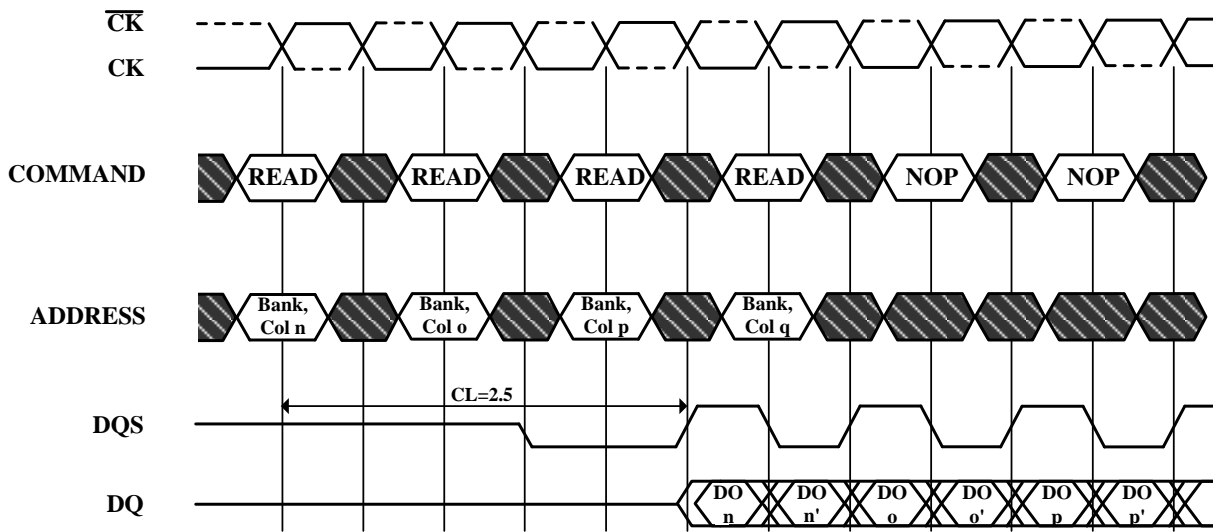 C̅K̅
CK
COMMAND READ READ READ READ NOP NOP
ADDRESS Bank, Col n Bank, Col o Bank, Col p Bank, Col q
CL=2.5
DQS
DQ DO n DO n' DO o DO o' DO p DO p'